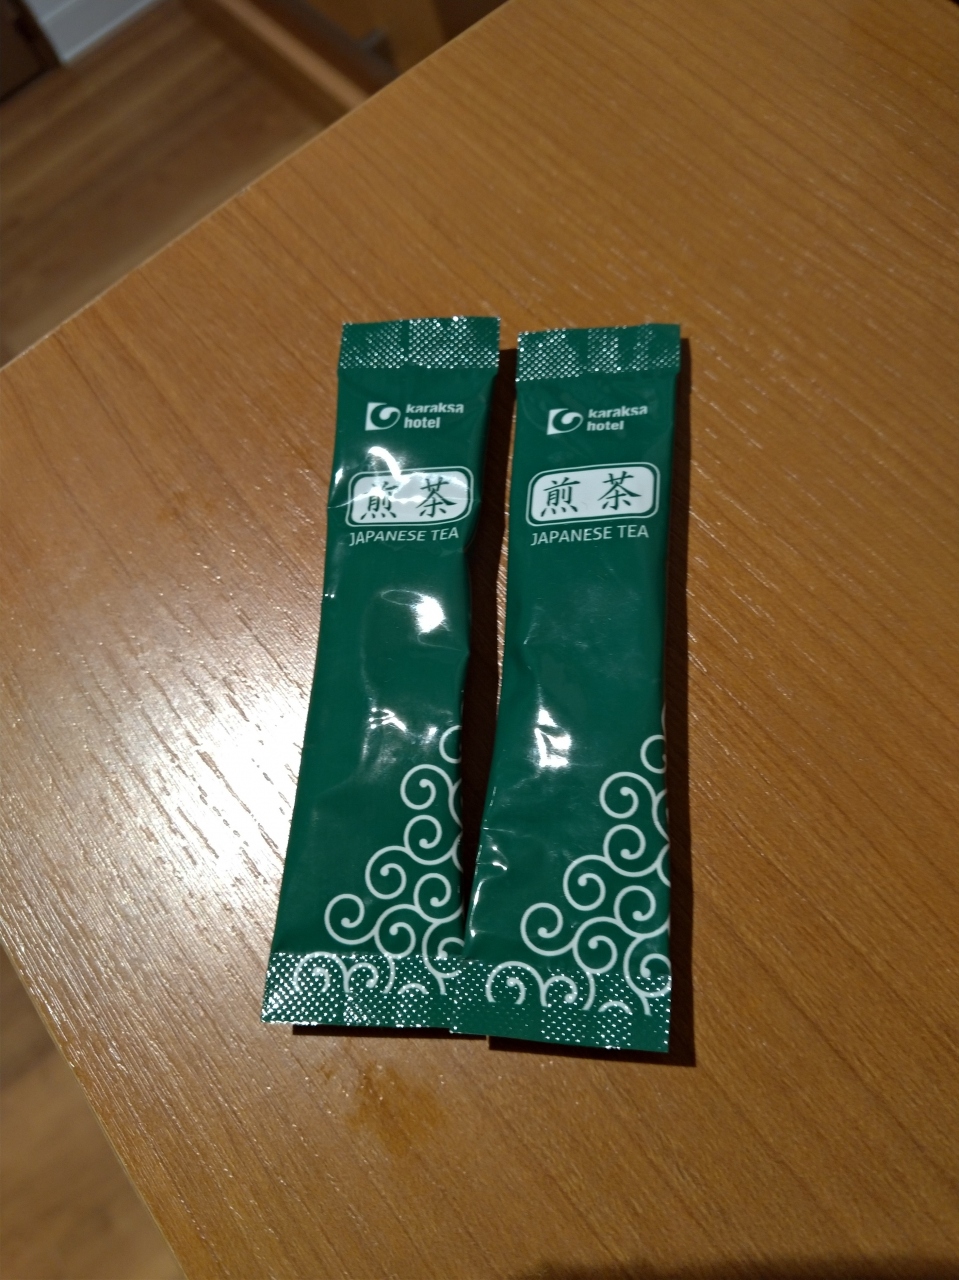 karaksa
hotel
煎茶
JAPANESE TEA
karaksa
hotel
煎茶
JAPANESE TEA